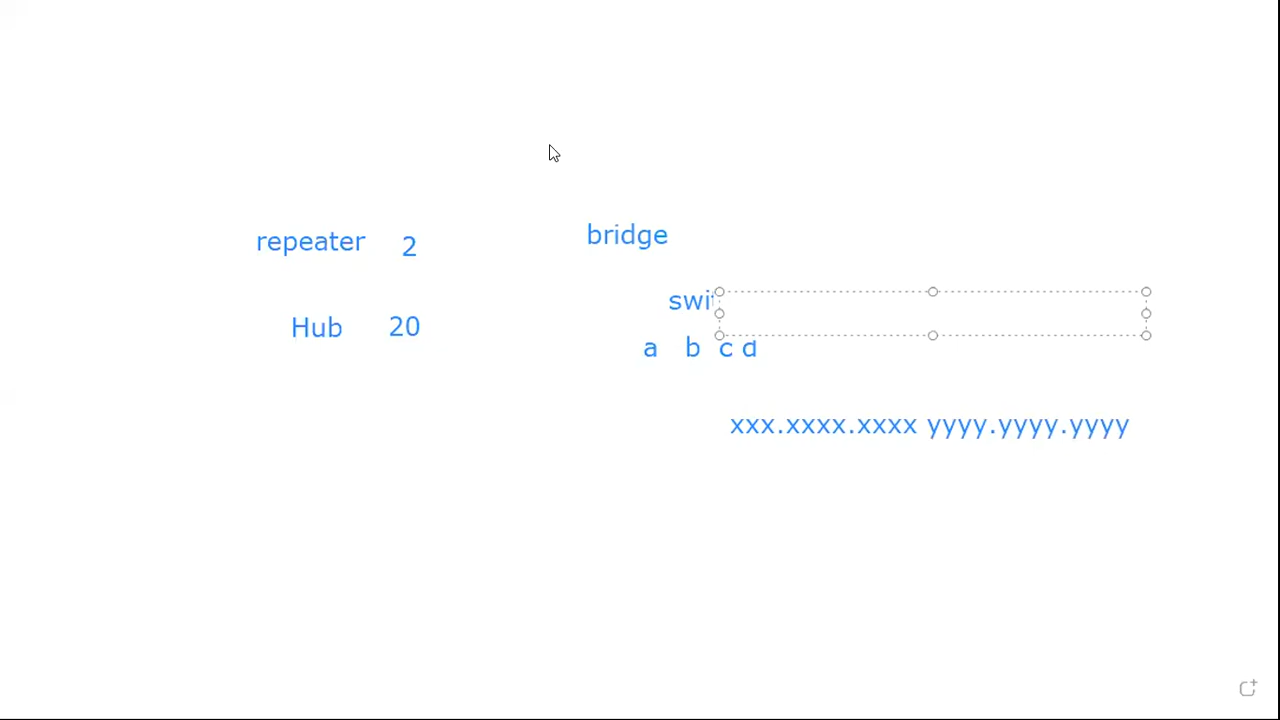 repeater 2
bridge
Hub 20
a b c d
xxx.xxxx.xxxx yyyy.yyyy.yyyy